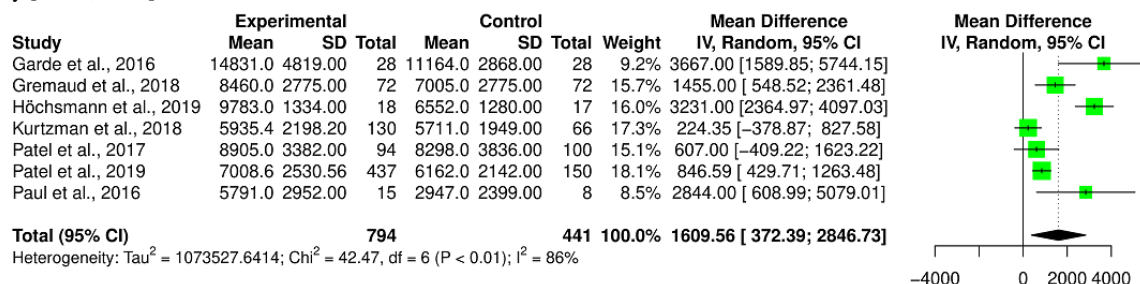 Experimental Control Mean Difference Mean Difference
Study Mean SD Total Mean SD Total Weight IV, Random, 95% CI IV, Random, 95% CI
Garde et al., 2016 14831.0 4819.00 28 11164.0 2868.00 28 9.2% 3667.00 [1589.85; 5744.15]
Gremaud et al., 2018 8460.0 2775.00 72 7005.0 2775.00 72 15.7% 1455.00 [ 548.52; 2361.48]
Höchsmann et al., 2019 9783.0 1334.00 18 6552.0 1280.00 17 16.0% 3231.00 [2364.97; 4097.03]
Kurtzman et al., 2018 5935.4 2198.20 130 5711.0 1949.00 66 17.3% 224.35 [−378.87; 827.58]
Patel et al., 2017 8905.0 3382.00 94 8298.0 3836.00 100 15.1% 607.00 [−409.22; 1623.22]
Patel et al., 2019 7008.6 2530.56 437 6162.0 2142.00 150 18.1% 846.59 [ 429.71; 1263.48]
Paul et al., 2016 5791.0 2952.00 15 2947.0 2399.00 8 8.5% 2844.00 [ 608.99; 5079.01]
Total (95% CI) 794 441 100.0% 1609.56 [ 372.39; 2846.73]
Heterogeneity: Tau² = 1073527.6414; Chi² = 42.47, df = 6 (P < 0.01); I² = 86%
−4000 0 2000 4000